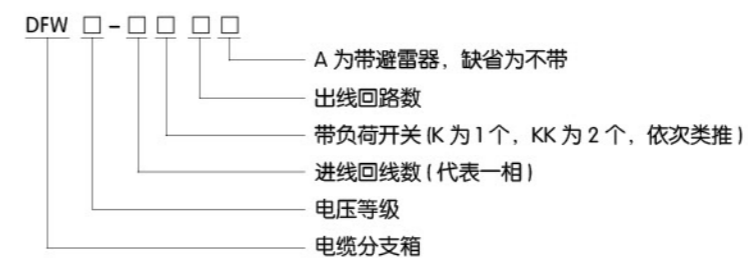 DFW □-□□ □□
A 为带避雷器，缺省为不带
出线回路数
带负荷开关(K 为1个，KK 为 2 个，依次类推)
进线回线数(代表一相)
电压等级
电缆分支箱